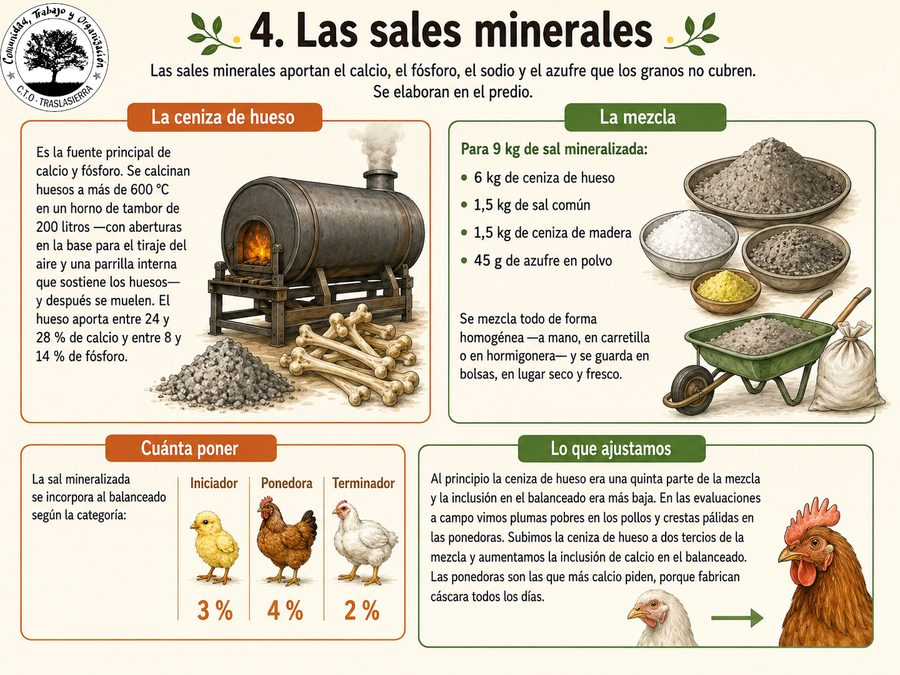 Comunidad, Trabajo y Organización
C.T.O - TRASLASIERRA
4. Las sales minerales
Las sales minerales aportan el calcio, el fósforo, el sodio y el azufre que los granos no cubren.
Se elaboran en el predio.
La ceniza de hueso
Es la fuente principal de
calcio y fósforo. Se calcinan
huesos a más de 600 °C
en un horno de tambor de
200 litros —con aberturas
en la base para el tiraje del
aire y una parrilla interna
que sostiene los huesos—
y después se muelen. El
hueso aporta entre 24 y
28 % de calcio y entre 8 y
14 % de fósforo.
La mezcla
Para 9 kg de sal mineralizada:
• 6 kg de ceniza de hueso
• 1,5 kg de sal común
• 1,5 kg de ceniza de madera
• 45 g de azufre en polvo
Se mezcla todo de forma
homogénea —a mano, en carretilla
o en hormigonera— y se guarda en
bolsas, en lugar seco y fresco.
Cuánta poner
La sal mineralizada
se incorpora al balanceado
según la categoría:
Iniciador
3 %
Ponedora
4 %
Terminador
2 %
Lo que ajustamos
Al principio la ceniza de hueso era una quinta parte de la mezcla
y la inclusión en el balanceado era más baja. En las evaluaciones
a campo vimos plumas pobres en los pollos y crestas pálidas en
las ponedoras. Subimos la ceniza de hueso a dos tercios de la
mezcla y aumentamos la inclusión de calcio en el balanceado.
Las ponedoras son las que más calcio piden, porque fabrican
cáscara todos los días.